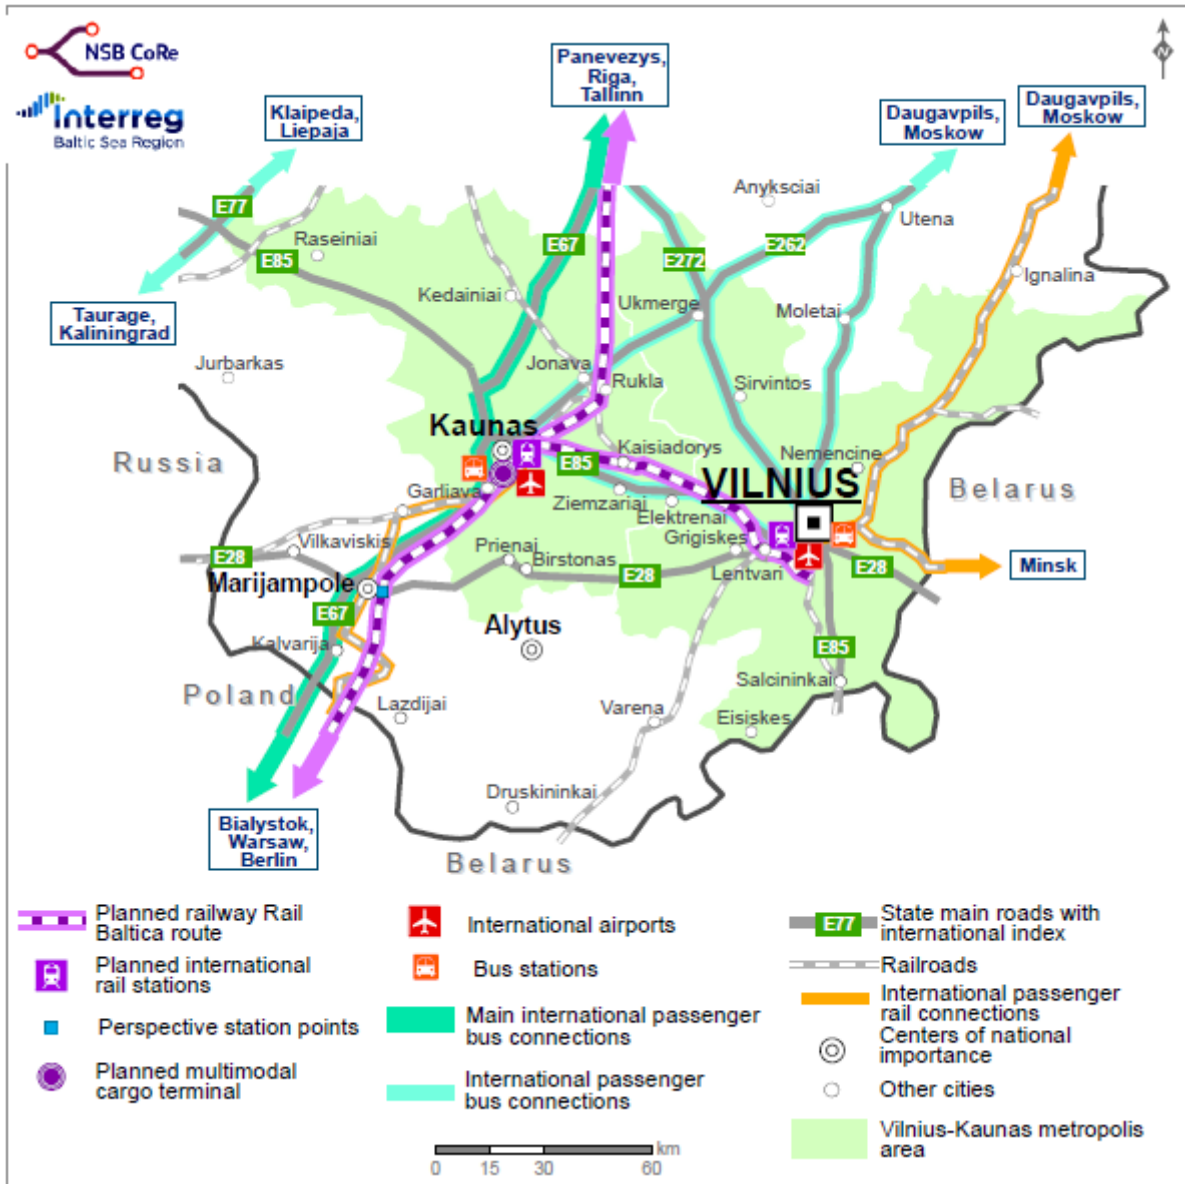 NSB CoRe
Interreg
Baltic Sea Region
Panevezys,
Riga,
Tallinn
Klaipeda,
Liepaja
Daugavpils,
Moskow
Daugavpils,
Moskow
N
E77
E85
Raseiniai
E67
Anyksciai
E262
Utena
E272
Ignalina
Kedainiai
Ukmerge
Moletai
Taurage,
Kaliningrad
Jurbarkas
Jonava
Rukla
Sirvintos
Kaunas
Russia
Kaisiadorys
E85
Nemencine
VILNIUS
Belarus
Garliava
Ziemzariai
Elektrenai
Grigiskes
Vilkaviskis
E28
Prienai
Birstonas
E28
Lentvari
E28
Minsk
Marijampole
E67
Alytus
Kalvarija
E85
Salcininkai
Poland
Lazdijai
Varena
Eisiskes
Druskininkai
Bialystok,
Warsaw,
Berlin
Belarus
Planned railway Rail
Baltica route
Planned international
rail stations
Perspective station points
Planned multimodal
cargo terminal
International airports
Bus stations
Main international passenger
bus connections
International passenger
bus connections
E77
State main roads with
international index
Railroads
International passenger
rail connections
Centers of national
importance
Other cities
Vilnius-Kaunas metropolis
area
km
0 15 30 60